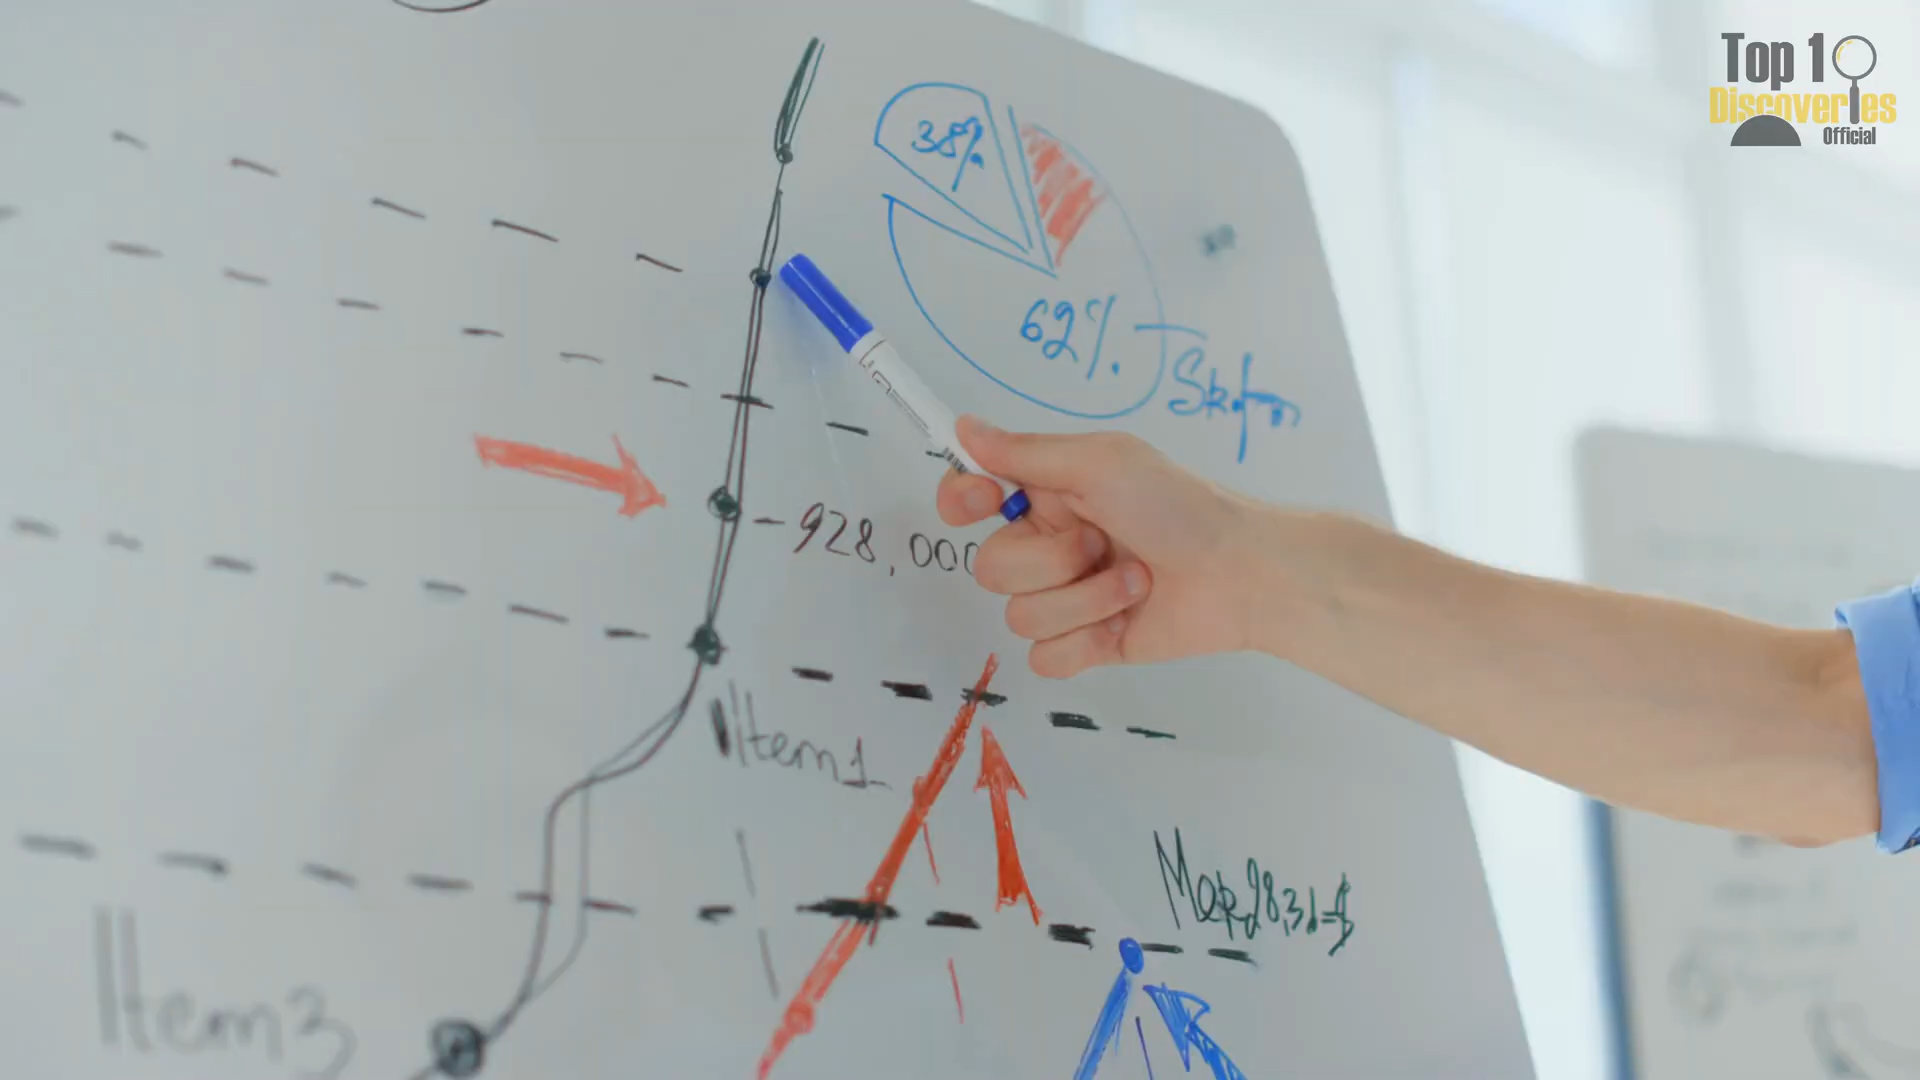 Top 10
Discoveries
Official
38%
62%.
-928,000
Item1
Item3